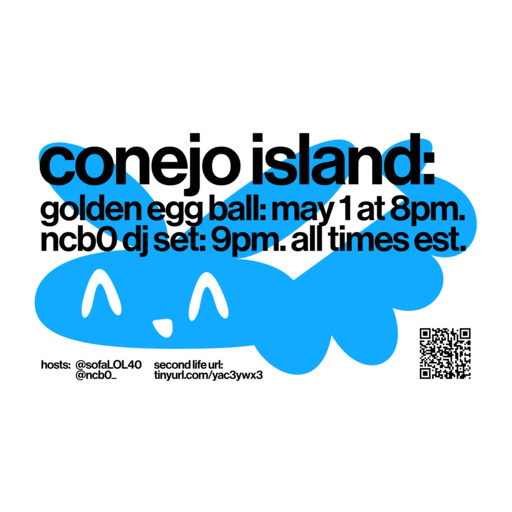 conejo island:
golden egg ball: may 1 at 8pm.
ncb0 dj set: 9pm. all times est.
hosts: @sofaLOL40
@ncb0_
second life url:
tinyurl.com/yac3ywx3